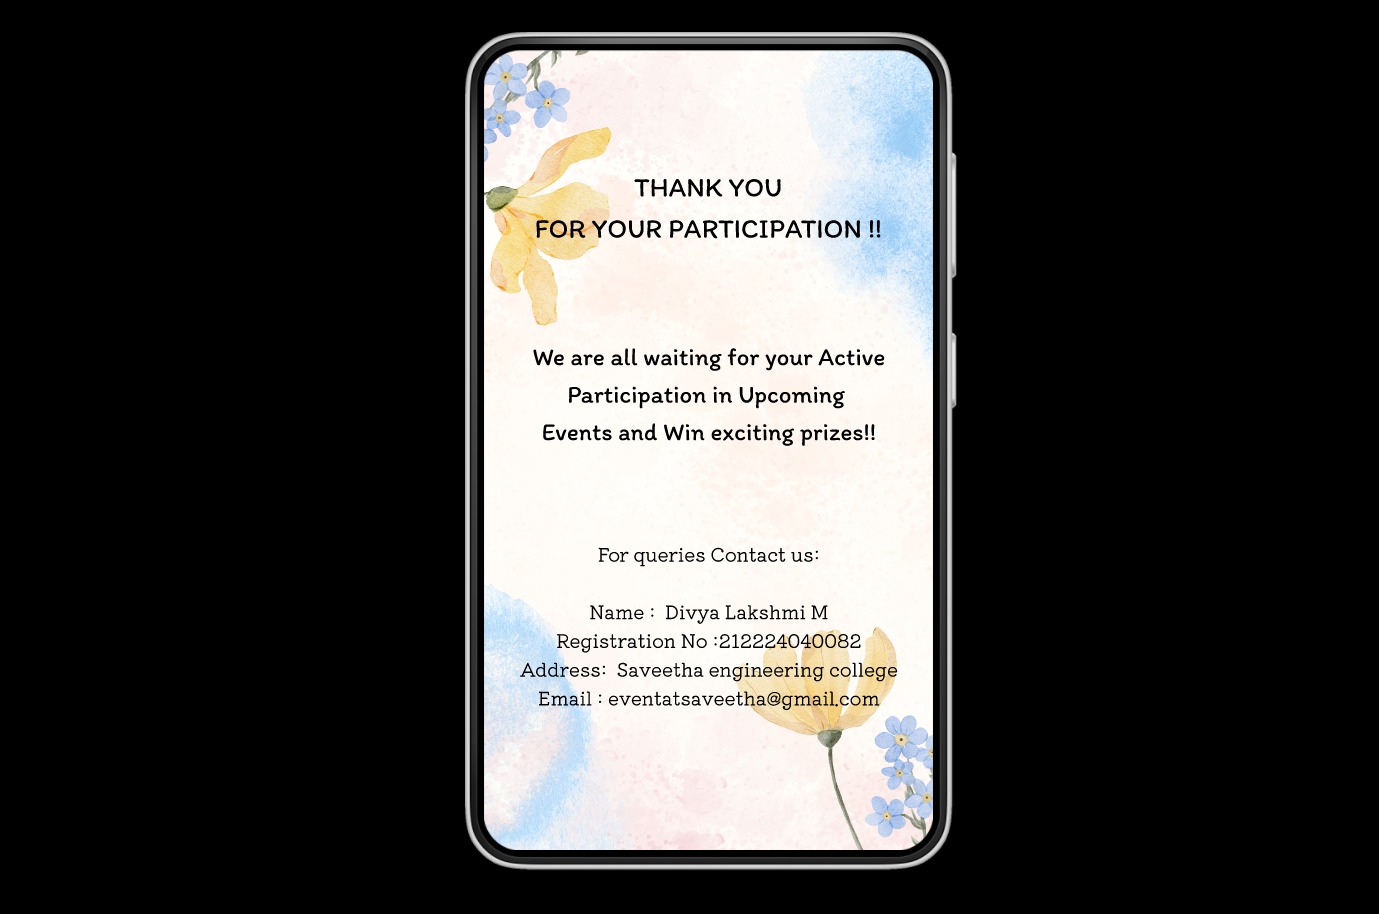 THANK YOU
FOR YOUR PARTICIPATION !!
We are all waiting for your Active
Participation in Upcoming
Events and Win exciting prizes!!
For queries Contact us:
Name :  Divya Lakshmi M
Registration No :212224040082
Address:  Saveetha engineering college
Email : eventatsaveetha@gmail.com